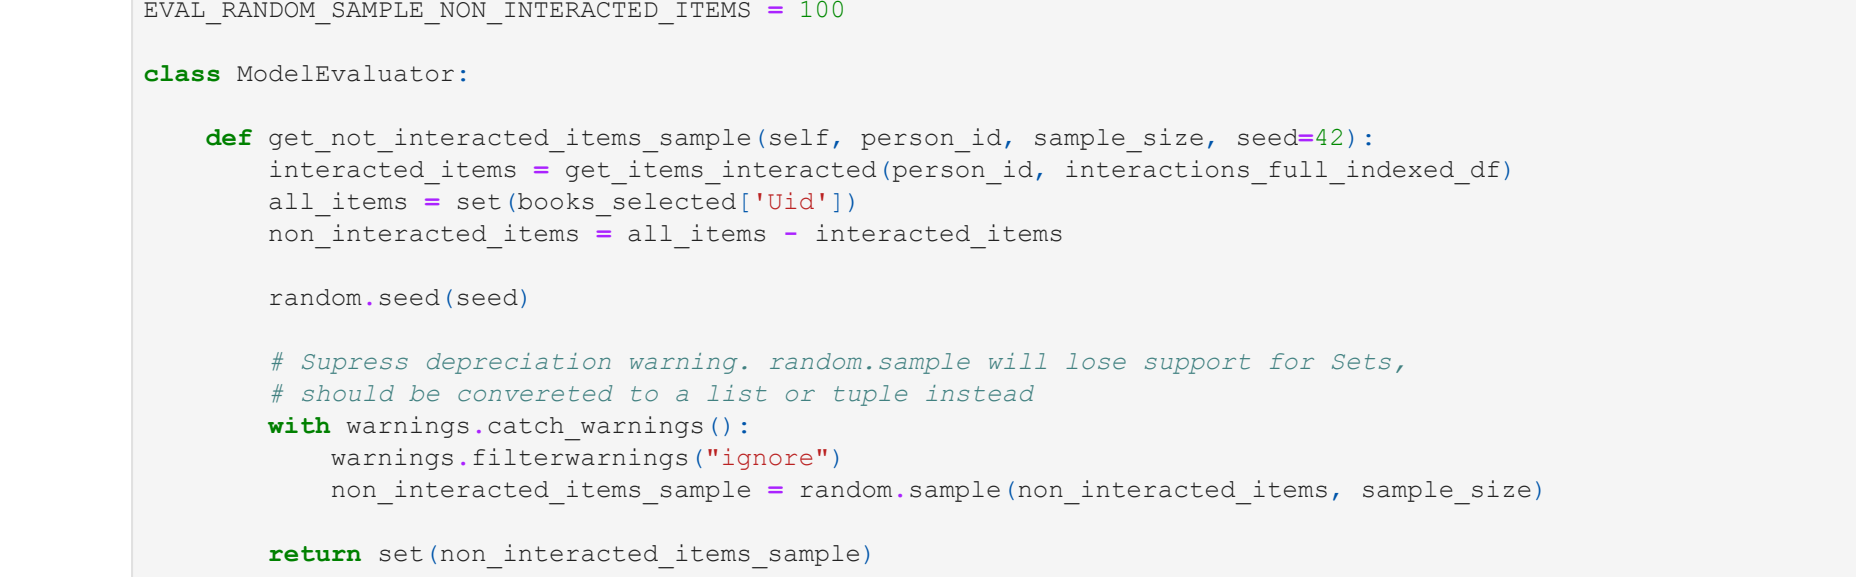 EVAL_RANDOM_SAMPLE_NON_INTERACTED_ITEMS = 100
class ModelEvaluator:
def get_not_interacted_items_sample(self, person_id, sample_size, seed=42):
interacted_items = get_items_interacted(person_id, interactions_full_indexed_df)
all_items = set(books_selected['Uid'])
non_interacted_items = all_items - interacted_items
random.seed(seed)
# Supress depreciation warning. random.sample will lose support for Sets,
# should be convereted to a list or tuple instead
with warnings.catch_warnings():
warnings.filterwarnings("ignore")
non_interacted_items_sample = random.sample(non_interacted_items, sample_size)
return set(non_interacted_items_sample)